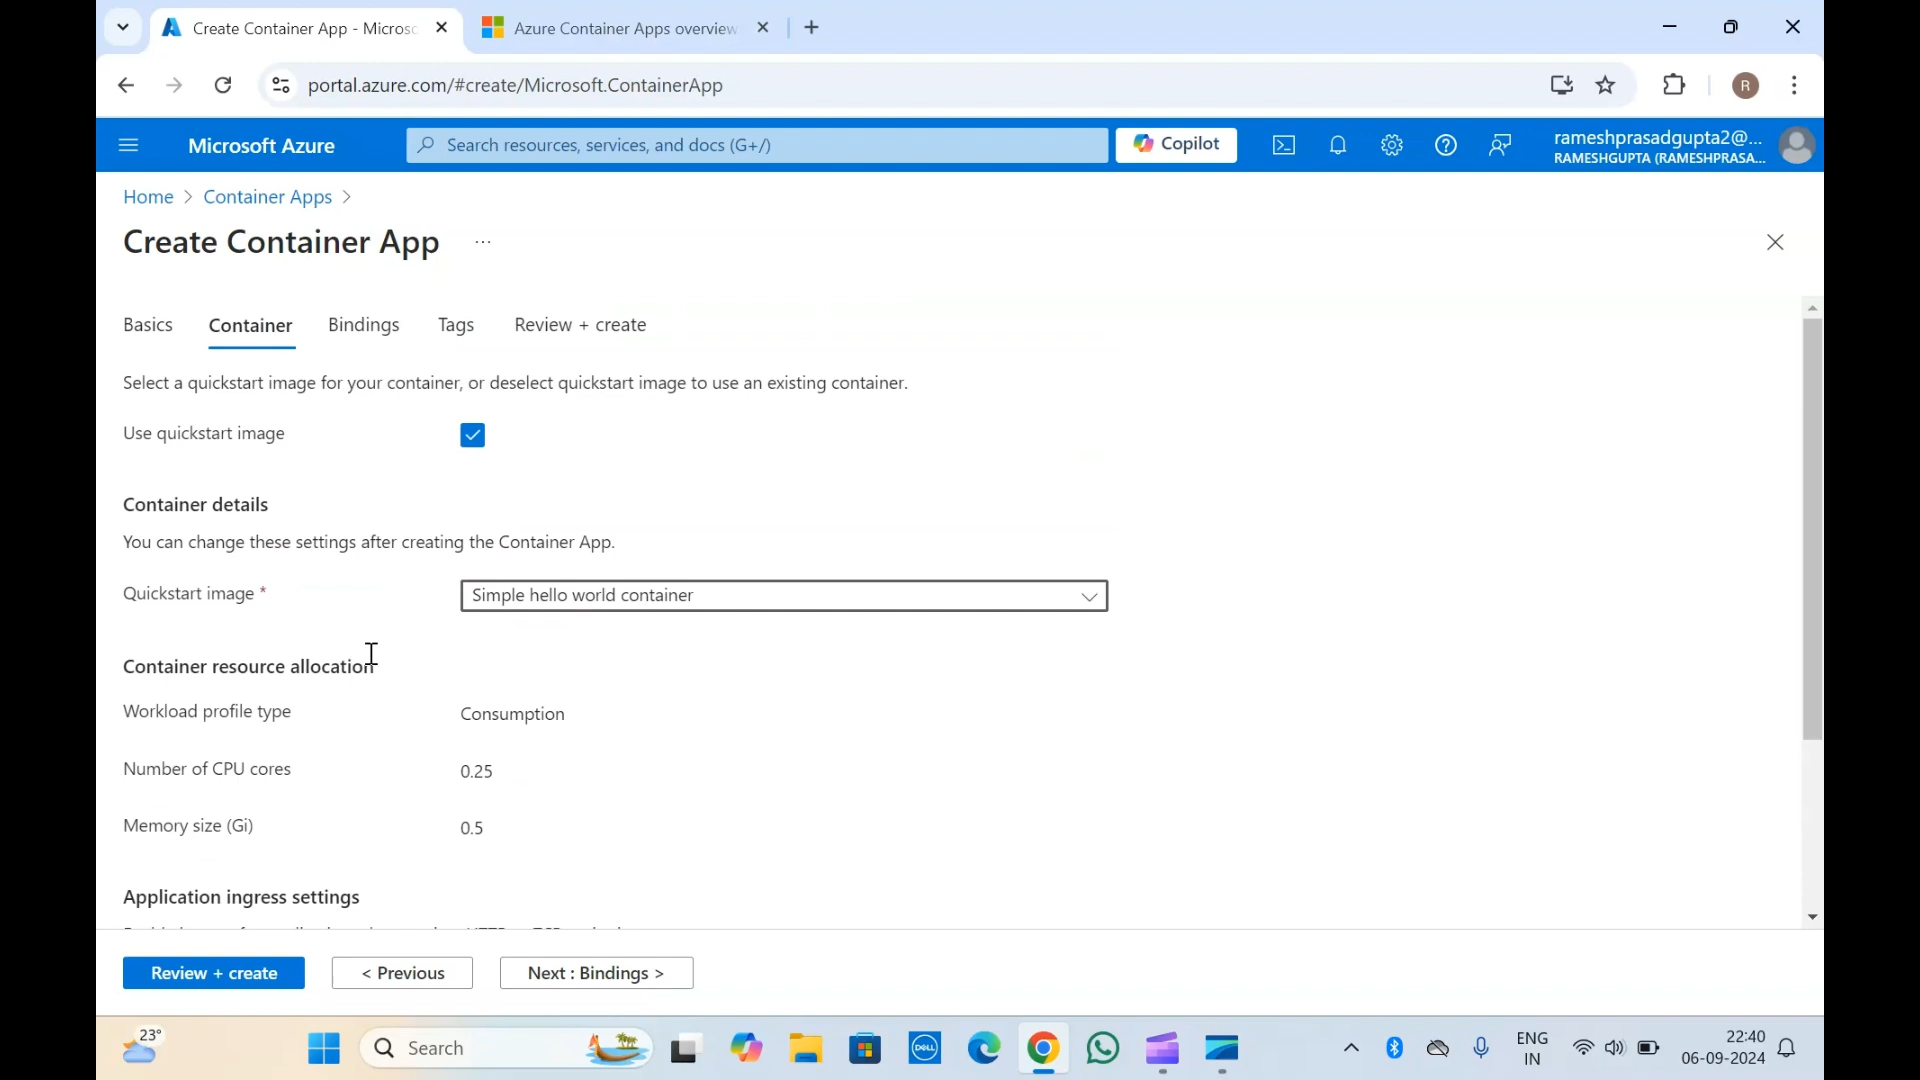 Create Container App - Microsc
Azure Container Apps overview
portal.azure.com/#create/Microsoft.ContainerApp
R
Microsoft Azure
Search resources, services, and docs (G+/)
Copilot
rameshprasadgupta2@...
RAMESHGUPTA (RAMESHPRASA...
Home > Container Apps >
Create Container App ...
Basics
Container
Bindings
Tags
Review + create
Select a quickstart image for your container, or deselect quickstart image to use an existing container.
Use quickstart image
Container details
You can change these settings after creating the Container App.
Quickstart image *
Simple hello world container
Container resource allocation
Workload profile type
Consumption
Number of CPU cores
0.25
Memory size (Gi)
0.5
Application ingress settings
Review + create
< Previous
Next : Bindings >
23°
Search
DELL
ENG
IN
22:40
06-09-2024